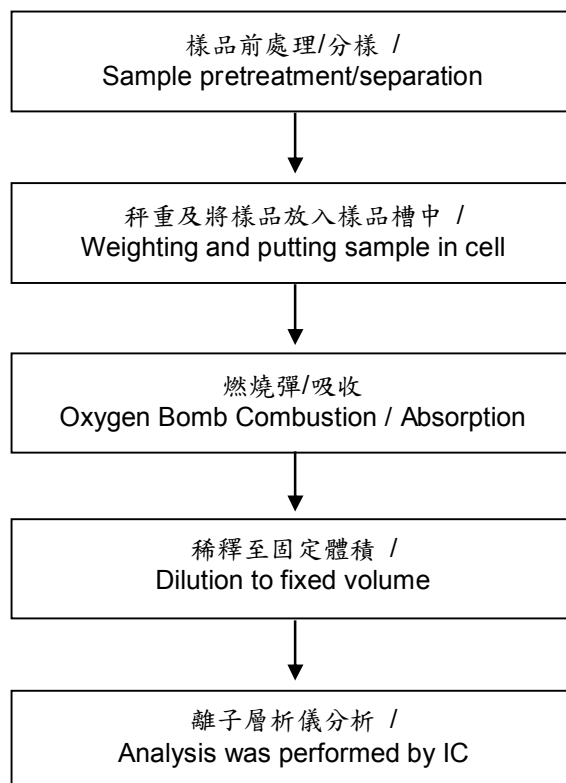 樣品前處理/分樣 /
Sample pretreatment/separation
秤重及將樣品放入樣品槽中 /
Weighting and putting sample in cell
燃燒彈/吸收
Oxygen Bomb Combustion / Absorption
稀釋至固定體積 /
Dilution to fixed volume
離子層析儀分析 /
Analysis was performed by IC